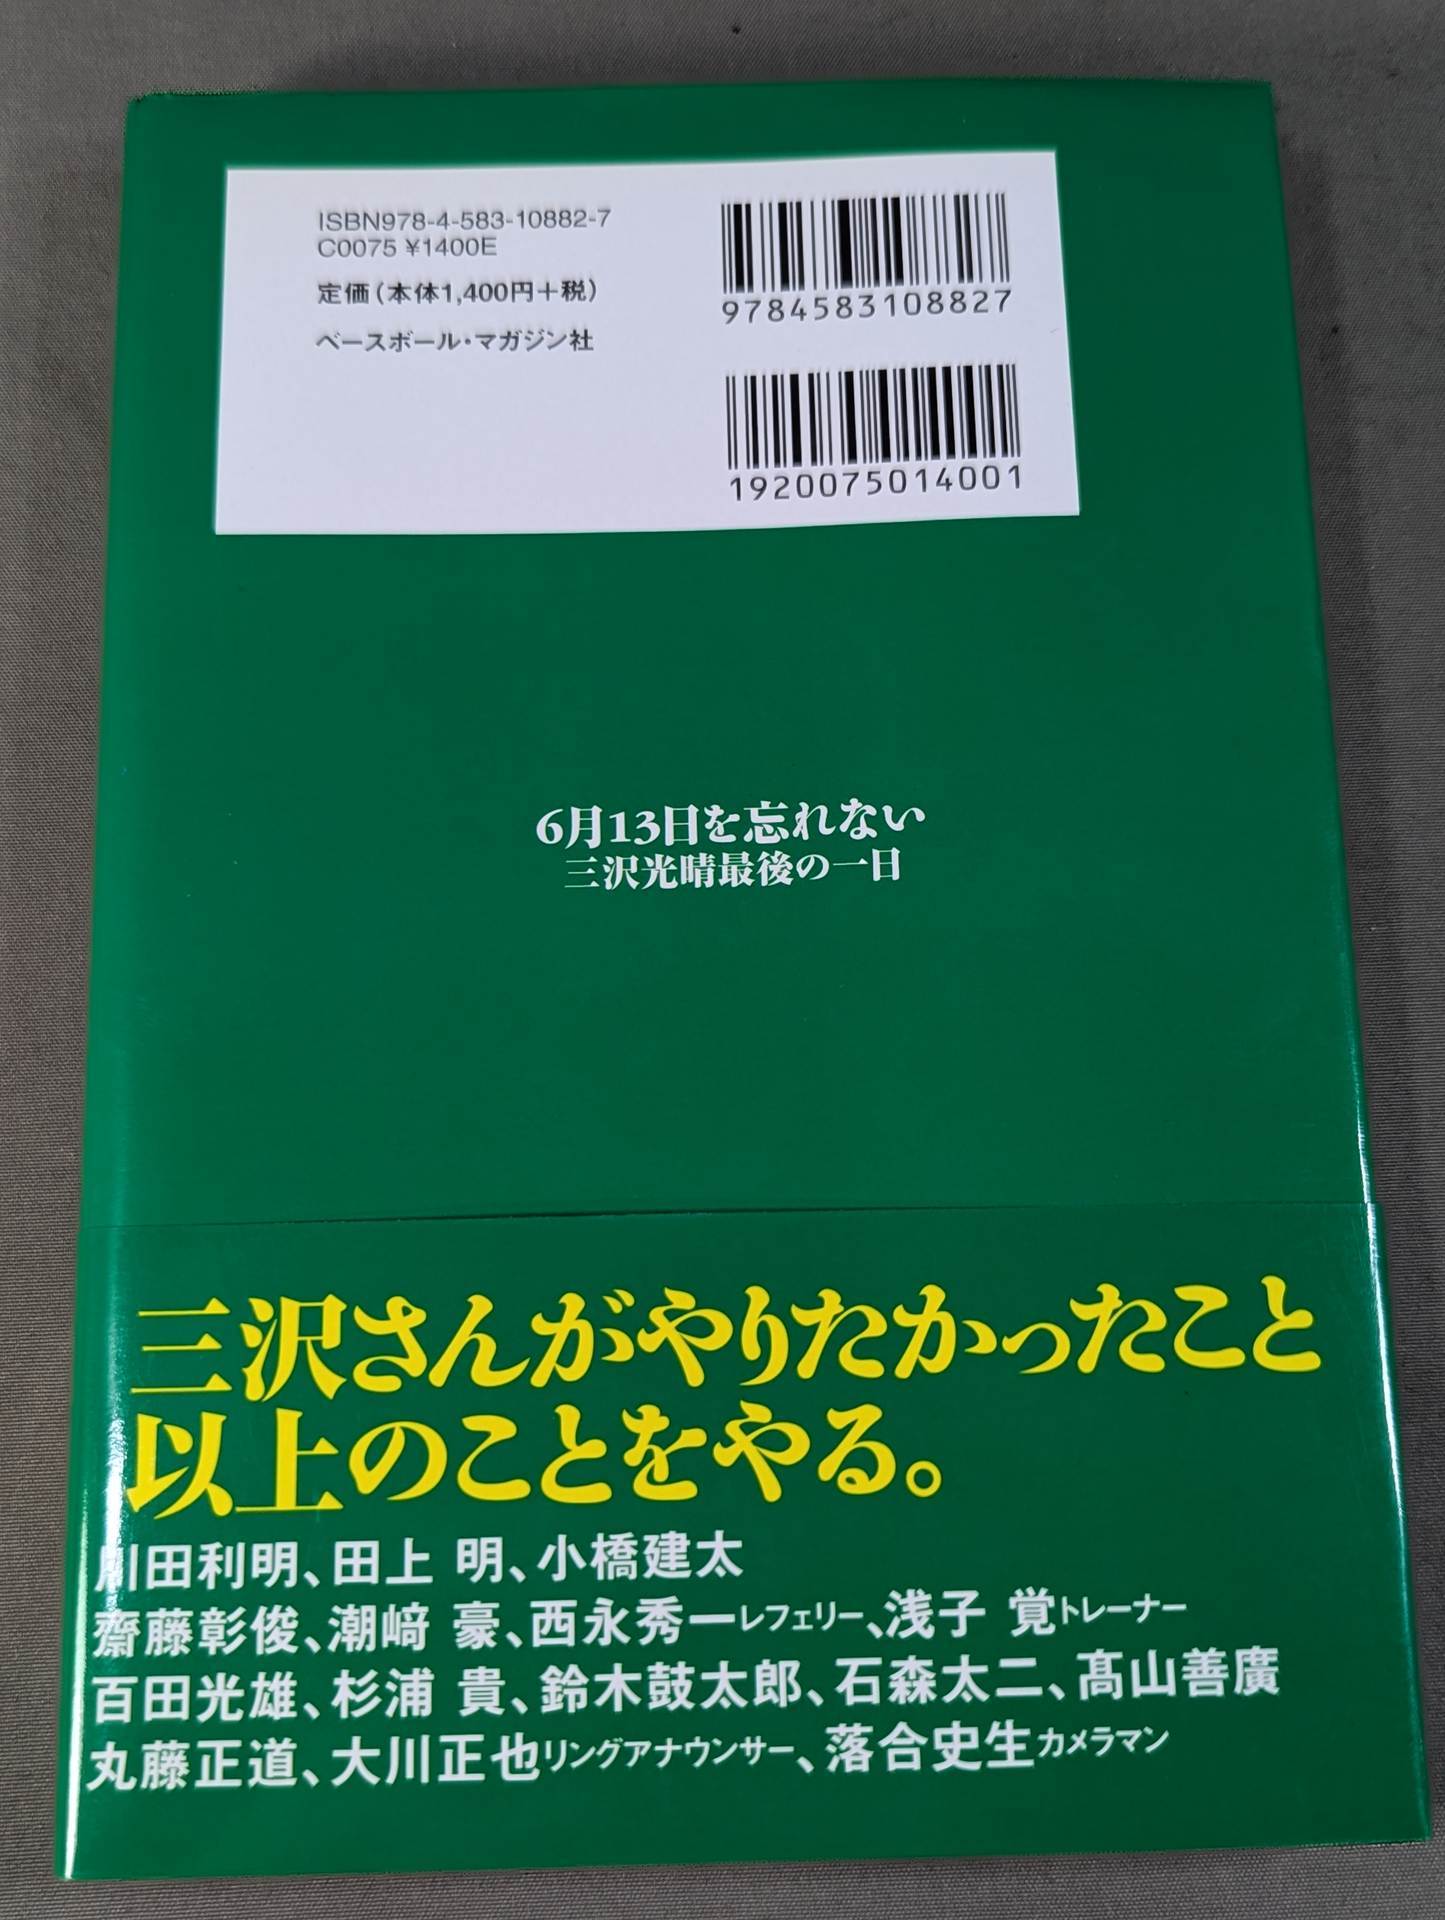 ISBN978-4-583-10882-7
C0075 ¥1400E
定価(本体1,400円+税)
ベースボール・マガジン社
9784583108827
1920075014001
6月13日を忘れない
三沢光晴最後の一日
三沢さんがやりたかったこと
以上のことをやる。
川田利明、田上 明、小橋建太
齋藤彰俊、潮﨑 豪、西永秀一レフェリー、浅子 覚トレーナー
百田光雄、杉浦 貴、鈴木鼓太郎、石森太二、髙山善廣
丸藤正道、大川正也リングアナウンサー、落合史生カメラマン